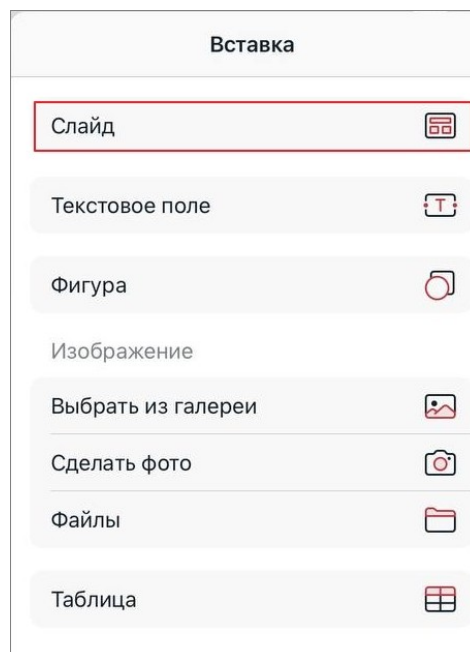 Вставка
Слайд
Текстовое поле
T
Фигура
Изображение
Выбрать из галереи
Сделать фото
Файлы
Таблица